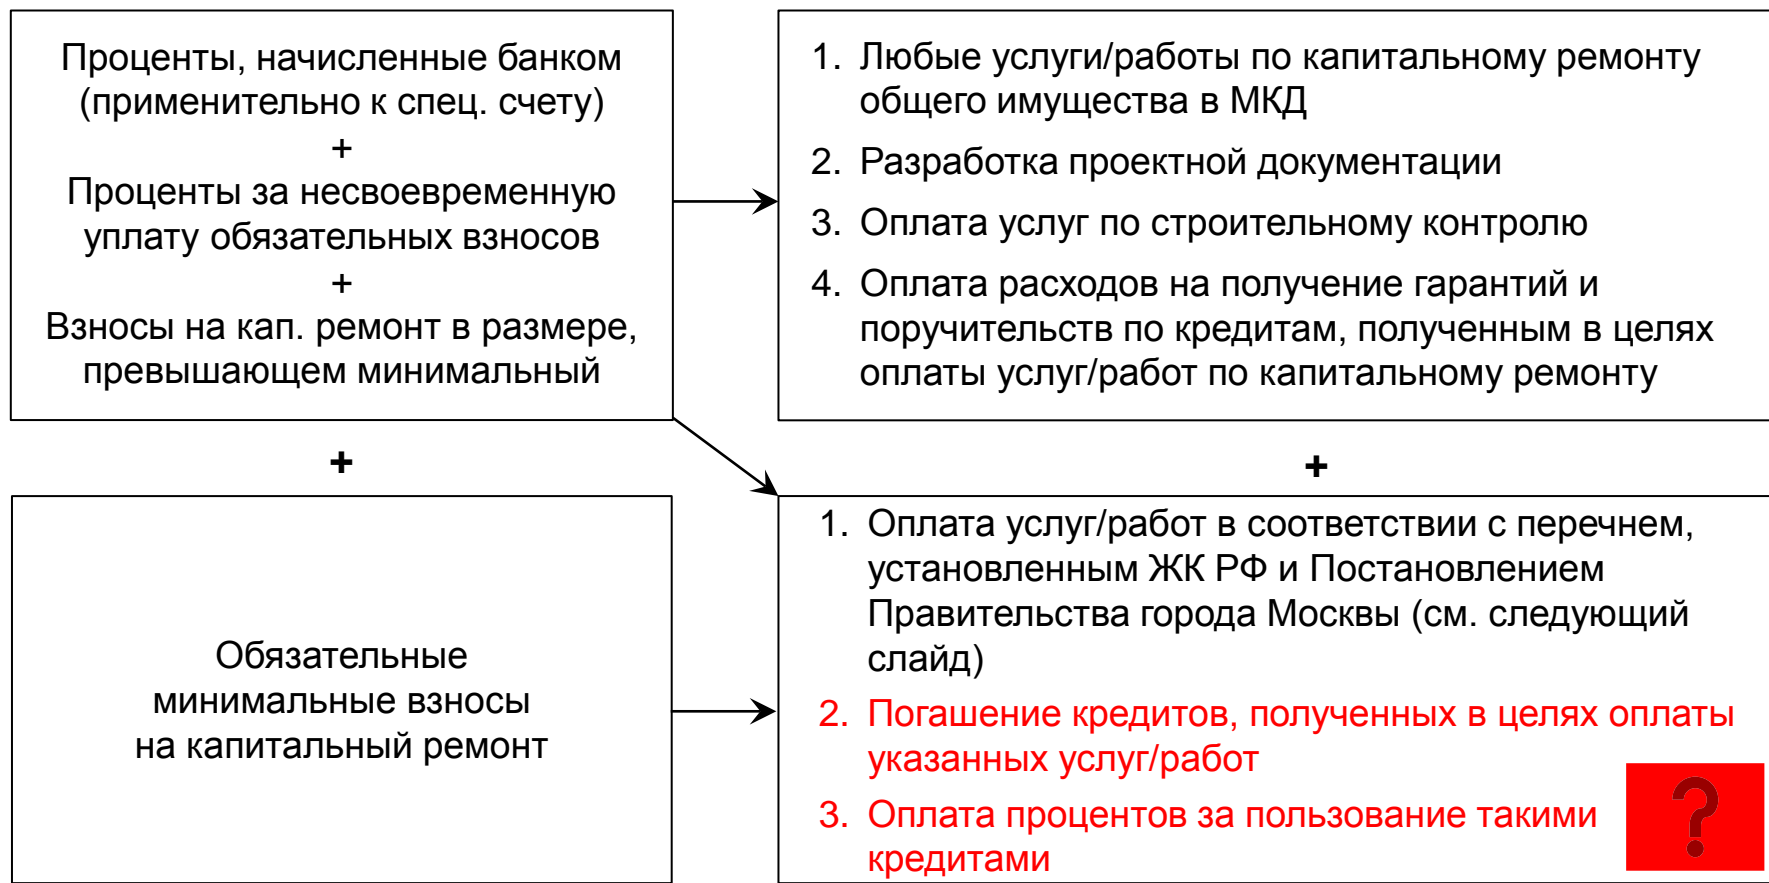 Проценты, начисленные банком
(применительно к спец. счету)
+
Проценты за несвоевременную
уплату обязательных взносов
+
Взносы на кап. ремонт в размере,
превышающем минимальный
1. Любые услуги/работы по капитальному ремонту
общего имущества в МКД
2. Разработка проектной документации
3. Оплата услуг по строительному контролю
4. Оплата расходов на получение гарантий и
поручительств по кредитам, полученным в целях
оплаты услуг/работ по капитальному ремонту
+
+
Обязательные
минимальные взносы
на капитальный ремонт
1. Оплата услуг/работ в соответствии с перечнем,
установленным ЖК РФ и Постановлением
Правительства города Москвы (см. следующий
слайд)
2. Погашение кредитов, полученных в целях оплаты
указанных услуг/работ
3. Оплата процентов за пользование такими
кредитами
?